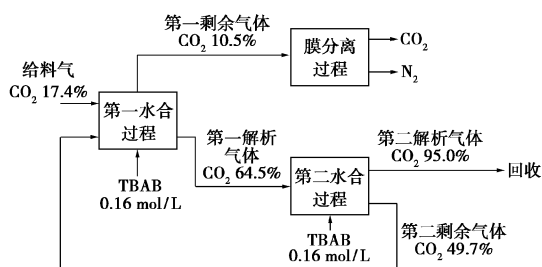 第一剩余气体
CO₂ 10.5%
膜分离
过程
CO₂
N₂
给料气
CO₂ 17.4%
第一水合
过程
TBAB
0.16 mol/L
第一解析
气体
CO₂ 64.5%
第二水合
过程
TBAB
0.16 mol/L
第二解析气体
CO₂ 95.0%
回收
第二剩余气体
CO₂ 49.7%